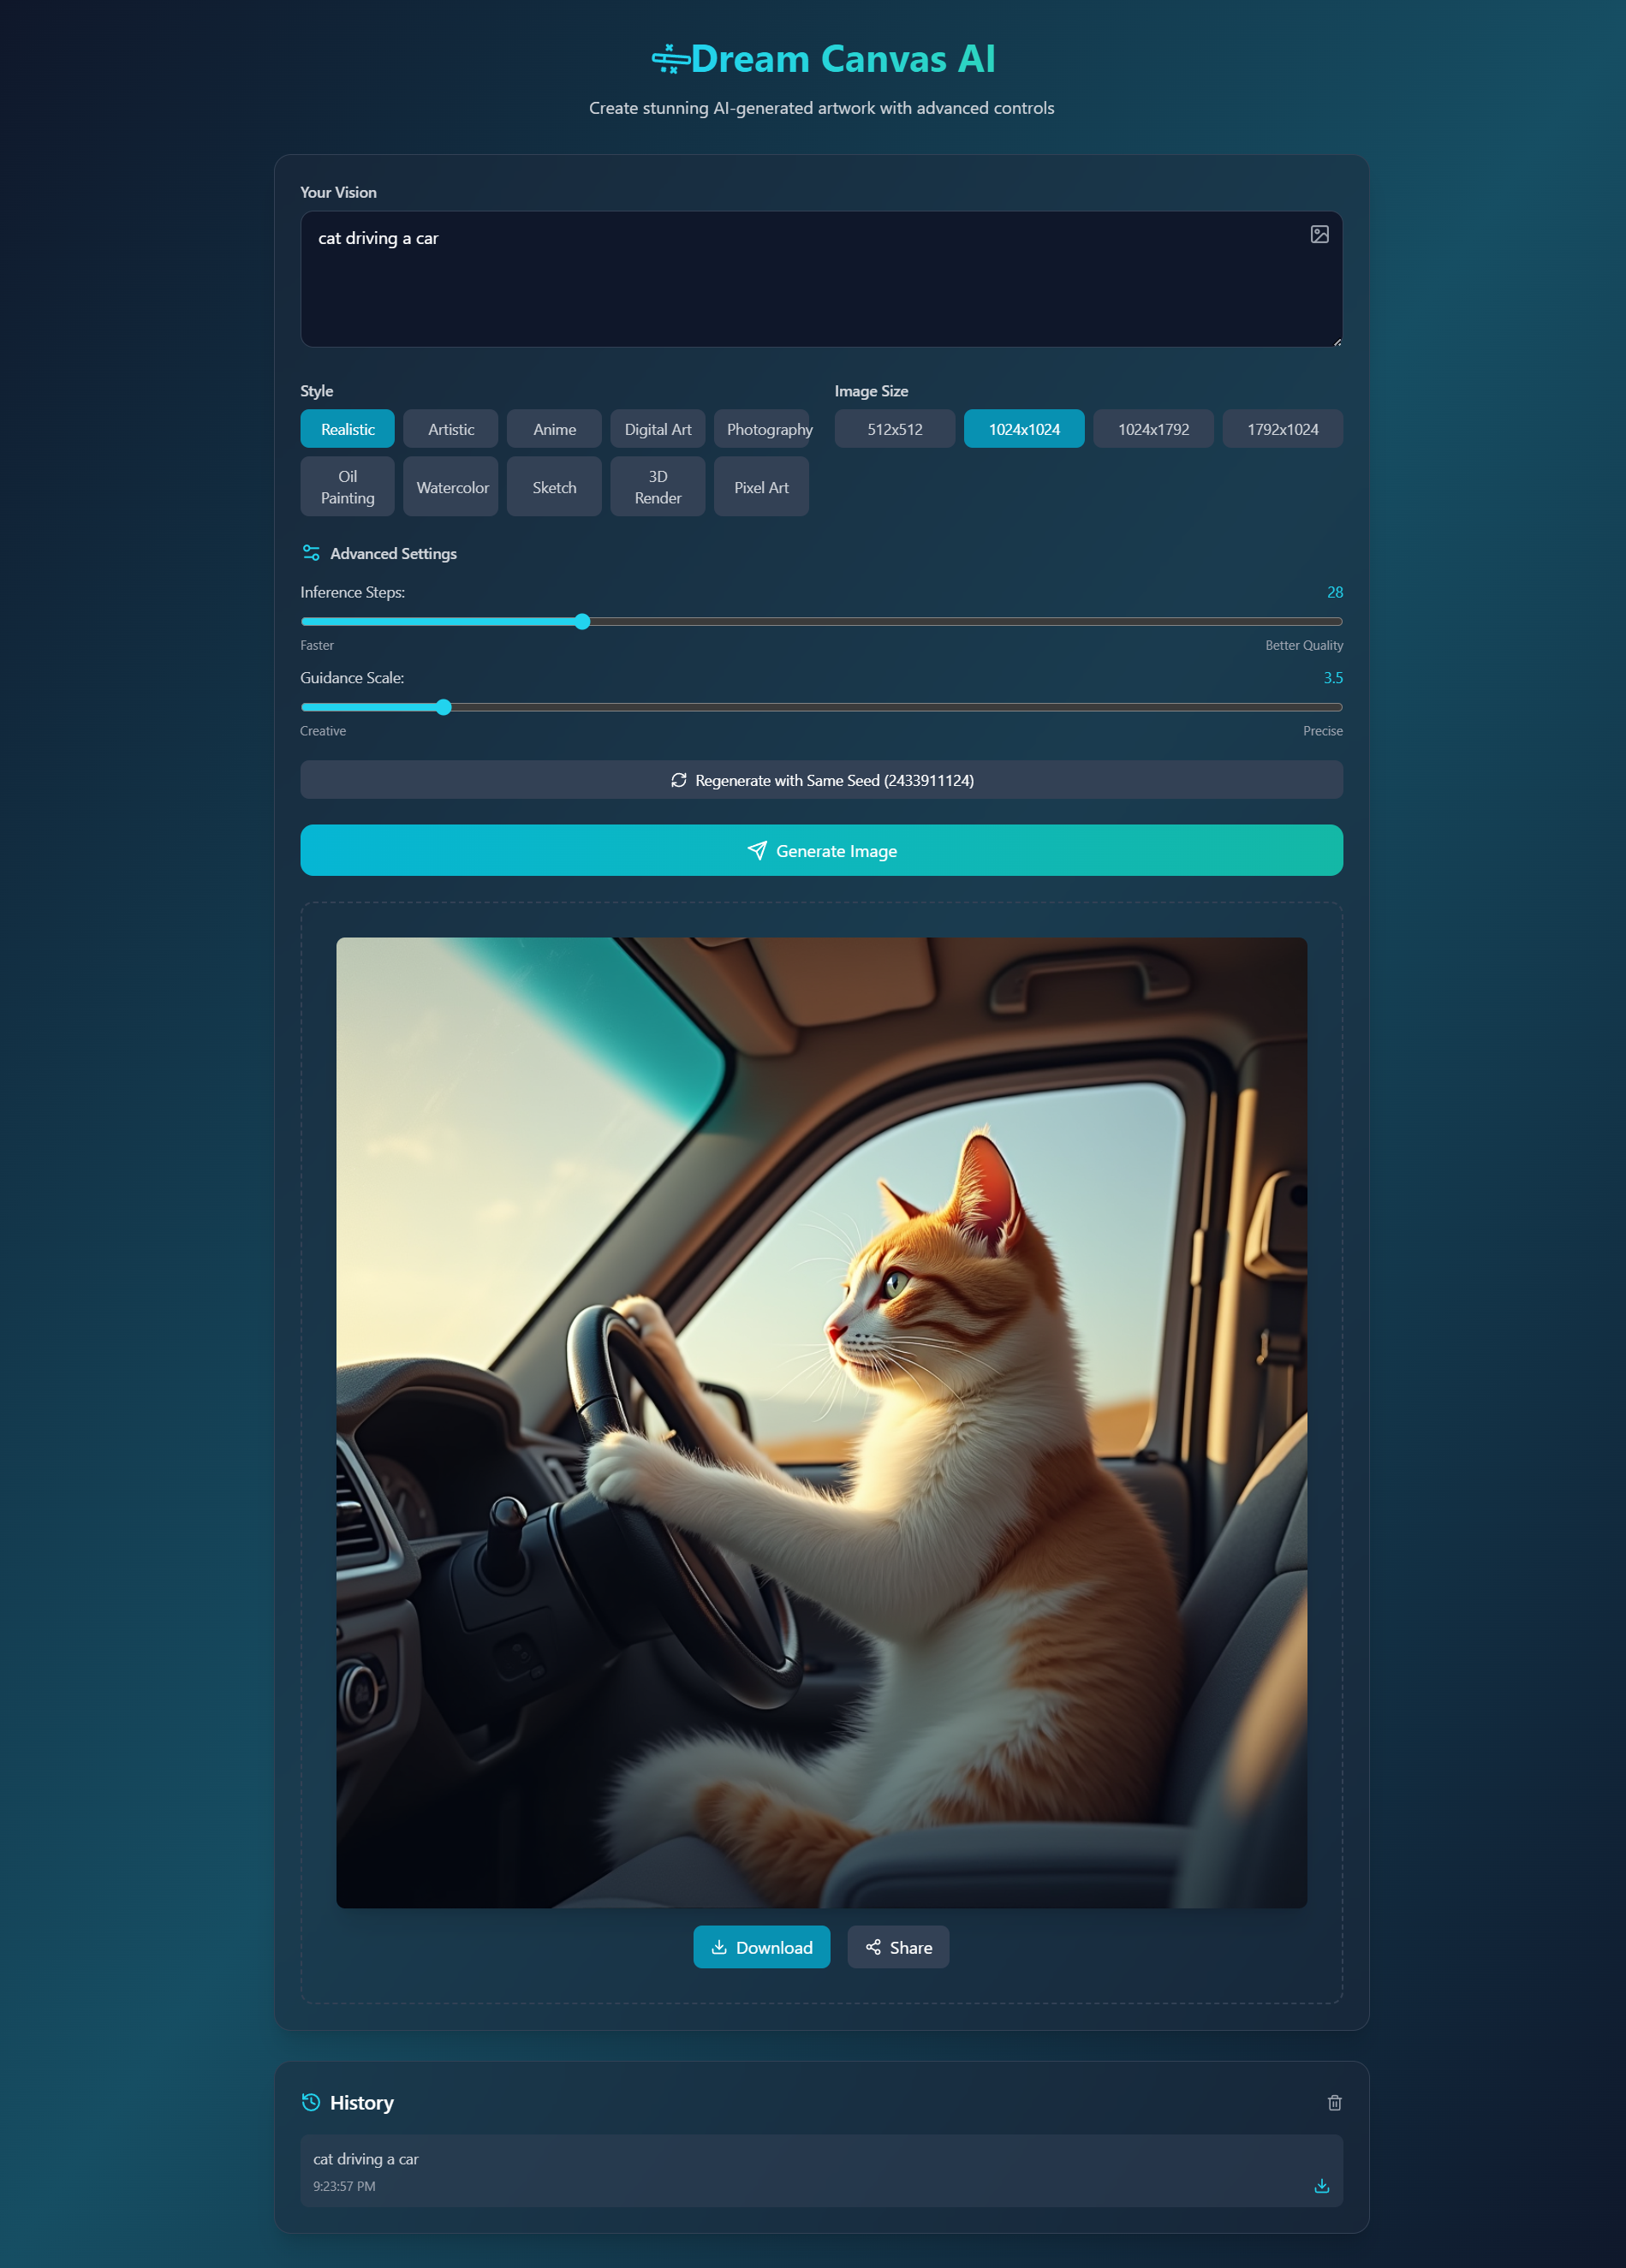 Dream Canvas AI
Create stunning AI-generated artwork with advanced controls
Your Vision
cat driving a car
Style
Realistic
Artistic
Anime
Digital Art
Photography
Oil
Painting
Watercolor
Sketch
3D
Render
Pixel Art
Image Size
512x512
1024x1024
1024x1792
1792x1024
Advanced Settings
Inference Steps:
28
Faster
Better Quality
Guidance Scale:
3.5
Creative
Precise
Regenerate with Same Seed (2433911124)
Generate Image
Download
Share
History
cat driving a car
9:23:57 PM